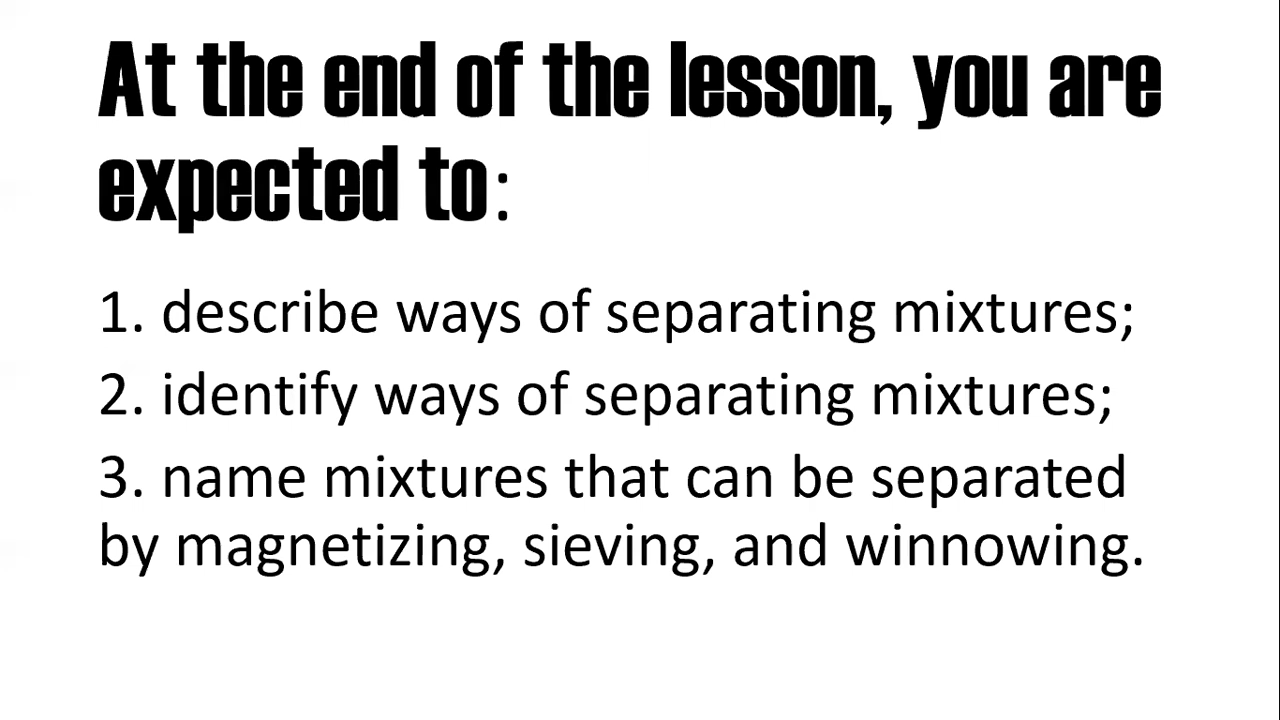 At the end of the lesson, you are
expected to:
1. describe ways of separating mixtures;
2. identify ways of separating mixtures;
3. name mixtures that can be separated
by magnetizing, sieving, and winnowing.